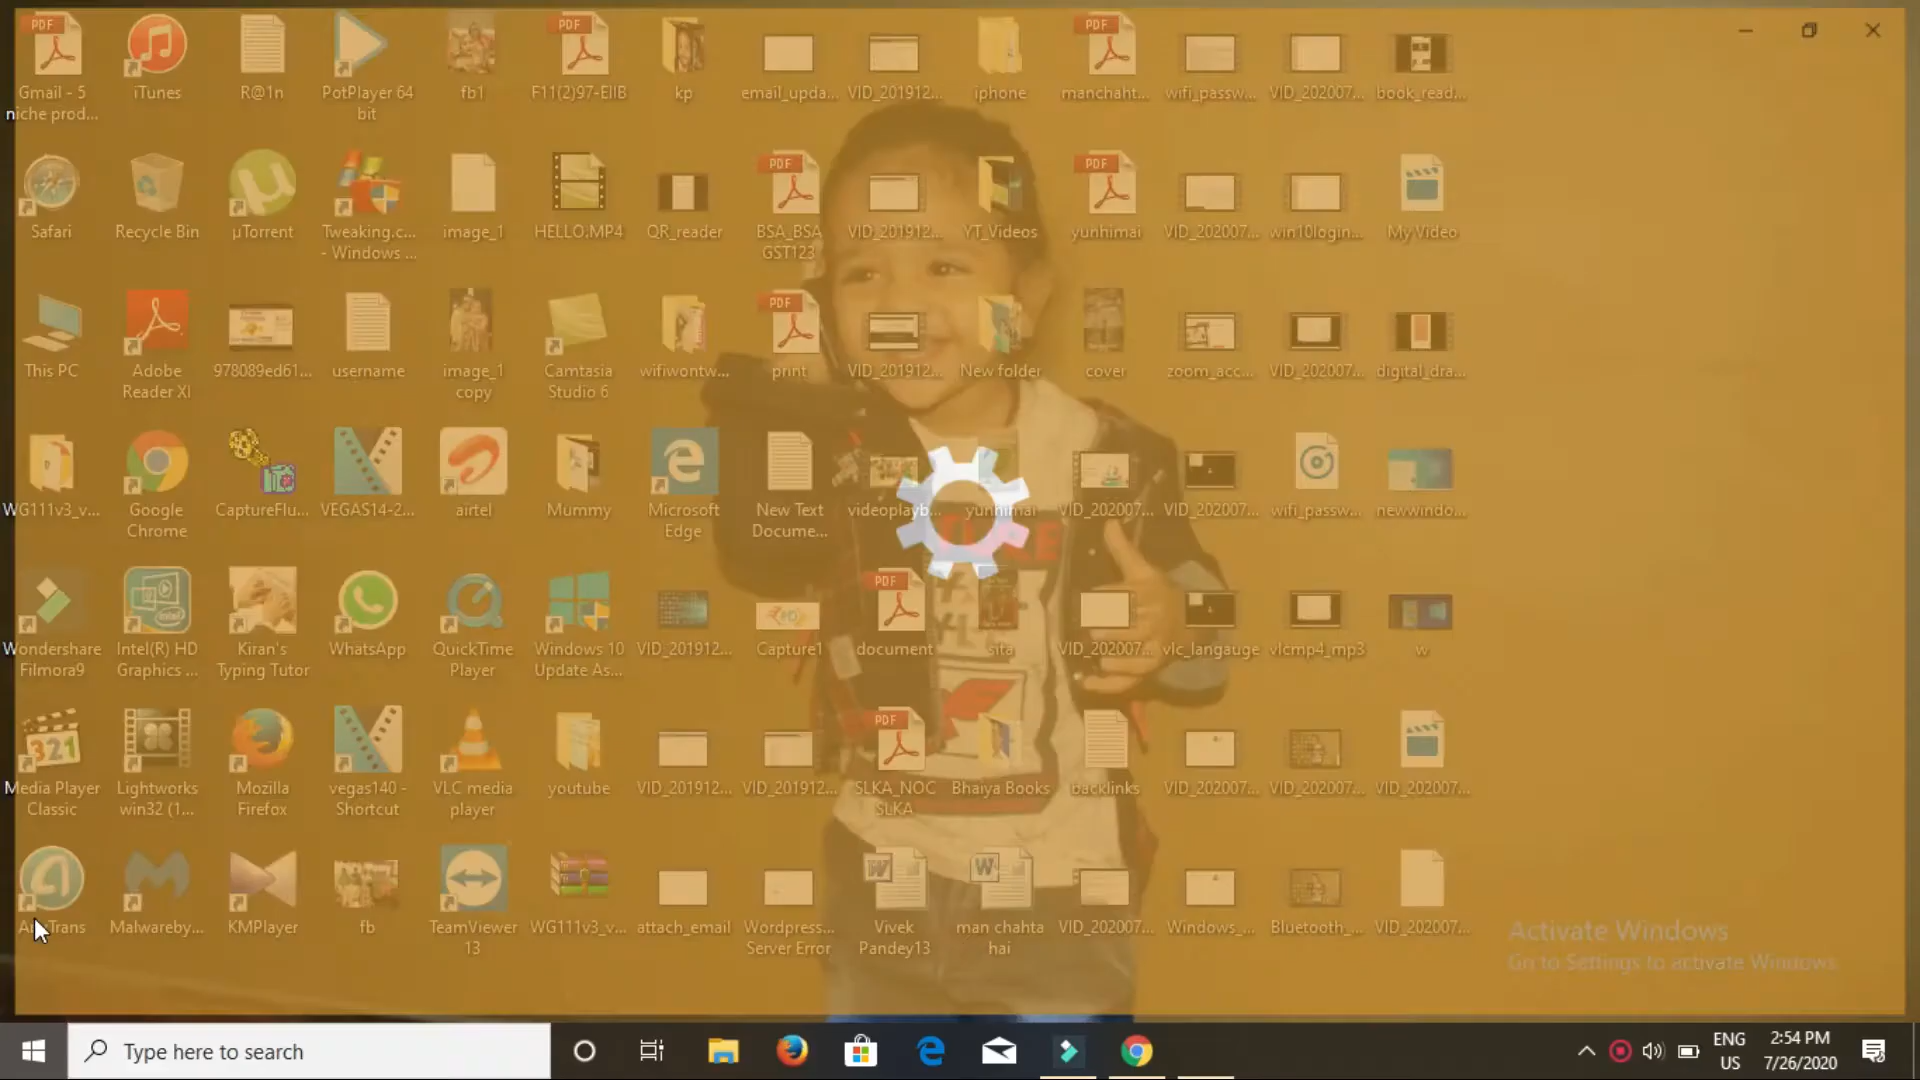 Gmail - 5
niche prod...
iTunes
R@1n
PotPlayer 64
bit
fb1
F11(2)97-EIIB
kp
email_upda...
VID_201912...
iphone
manchaht...
wifi_passw...
VID_202007...
book_read...
Safari
Recycle Bin
µTorrent
Tweaking.c...
- Windows ...
image_1
HELLO.MP4
QR_reader
BSA_BSA
GST123
VID_201912...
YT_Videos
yunhimai
VID_202007...
win10login...
My Video
This PC
Adobe
Reader XI
978089ed61...
username
image_1
copy
Camtasia
Studio 6
wifiwontw...
print
VID_201912...
New folder
cover
zoom_acc...
VID_202007...
digital_dra...
WG111v3_v...
Google
Chrome
CaptureFlu...
VEGAS14-2...
airtel
Mummy
Microsoft
Edge
New Text
Docume...
videoplayb...
yunhimai
VID_202007...
VID_202007...
wifi_passw...
newwindo...
Wondershare
Filmora9
Intel(R) HD
Graphics ...
Kiran's
Typing Tutor
WhatsApp
QuickTime
Player
Windows 10
Update As...
VID_201912...
Capture1
document
sita
VID_202007...
vlc_langauge
vlcmp4_mp3
w
Media Player
Classic
Lightworks
win32 (1...
Mozilla
Firefox
vegas140 -
Shortcut
VLC media
player
youtube
VID_201912...
VID_201912...
SLKA_NOC
SLKA
Bhaiya Books
backlinks
VID_202007...
VID_202007...
VID_202007...
Malwareby...
KMPlayer
fb
TeamViewer
13
WG111v3_v...
attach_email
Wordpress...
Server Error
Vivek
Pandey13
man chahta
hai
VID_202007...
Windows_...
Bluetooth_...
VID_202007...
Activate Windows
Go to Settings to activate Windows.
Type here to search
ENG
US
2:54 PM
7/26/2020